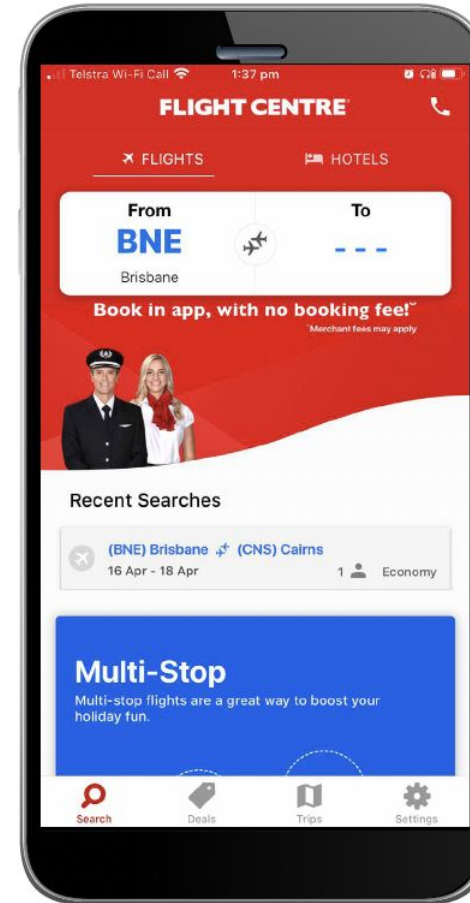 Telstra Wi-Fi Call 1:37 pm
FLIGHT CENTRE
FLIGHTS HOTELS
From To
BNE - - -
Brisbane
Book in app, with no booking fee!~
~Merchant fees may apply
Recent Searches
(BNE) Brisbane (CNS) Cairns
16 Apr - 18 Apr 1 Economy
Multi-Stop
Multi-stop flights are a great way to boost your
holiday fun.
Search Deals Trips Settings